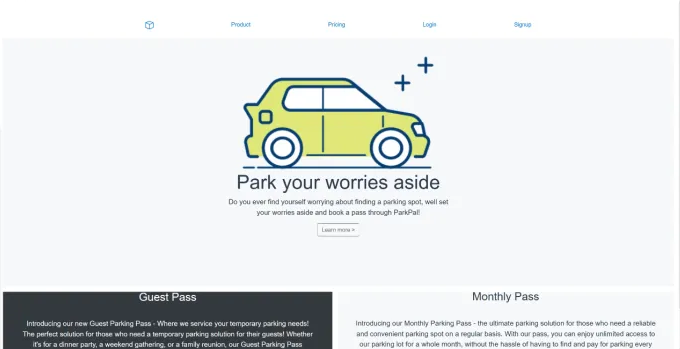 Product
Pricing
Login
Signup
Park your worries aside
Do you ever find yourself worrying about finding a parking spot, well set
your worries aside and book a pass through ParkPal!
Learn more »
Guest Pass
Introducing our new Guest Parking Pass - Where we service your temporary parking needs!
The perfect solution for those who need a temporary parking solution for their guests! Whether
it's for a dinner party, a weekend gathering, or a family reunion, our Guest Parking Pass
Monthly Pass
Introducing our Monthly Parking Pass - the ultimate parking solution for those who need a reliable
and convenient parking spot on a regular basis. With our pass, you can enjoy unlimited access to
our parking lot for a whole month, without the hassle of having to find and pay for parking every